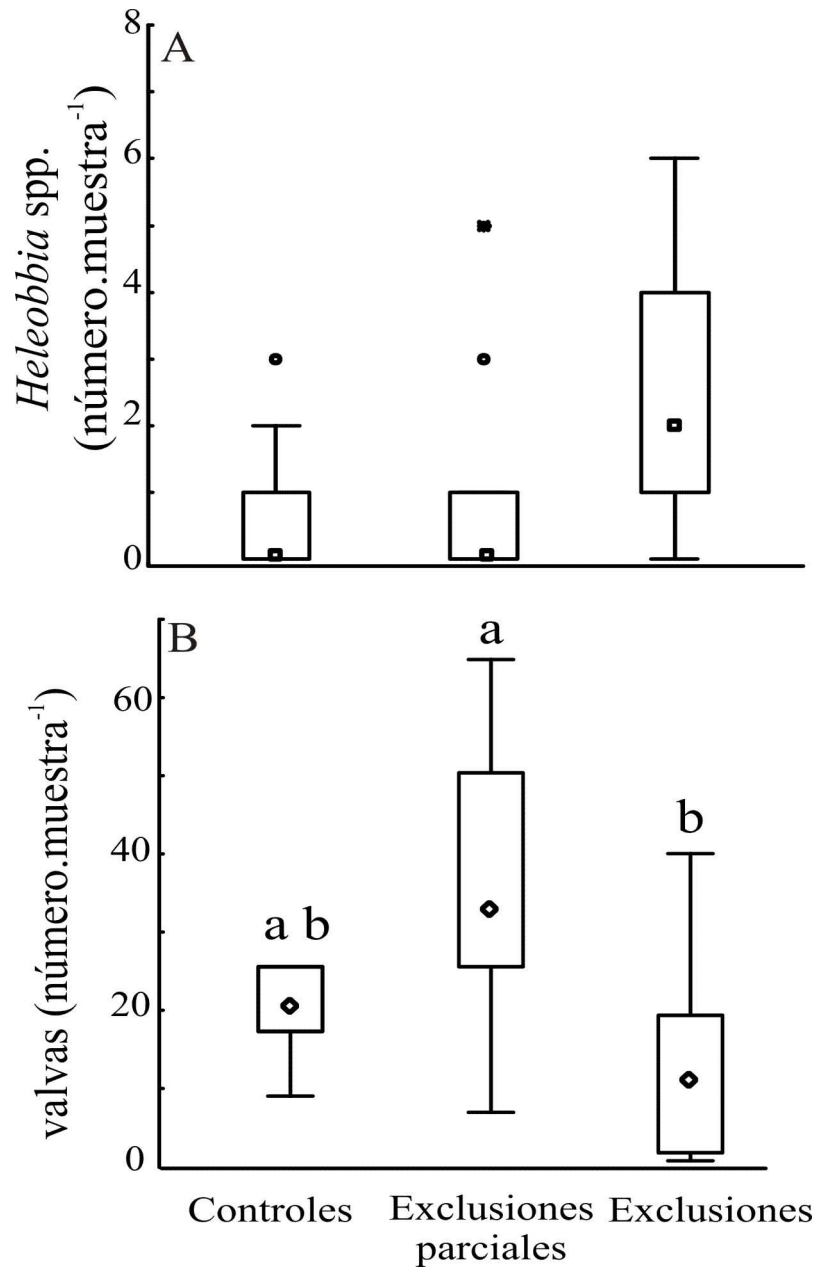 A
8
6
4
2
0
Heleobbia spp.
(número.muestra⁻¹)
B
60
40
20
0
valvas (número.muestra⁻¹)
a b
a
b
Controles
Exclusiones
parciales
Exclusiones